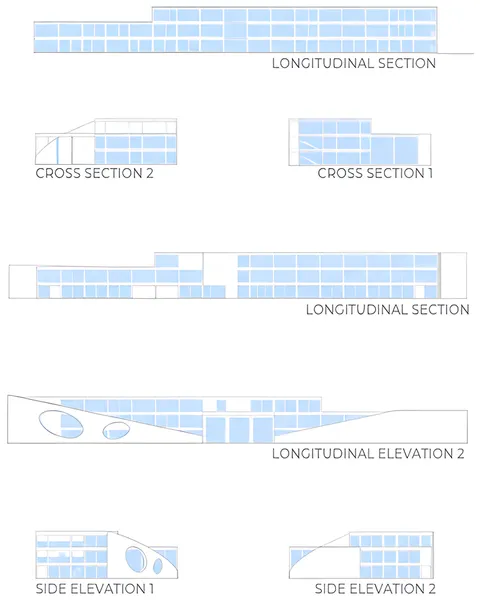 LONGITUDINAL SECTION
CROSS SECTION 2
CROSS SECTION 1
LONGITUDINAL SECTION
LONGITUDINAL ELEVATION 2
SIDE ELEVATION 1
SIDE ELEVATION 2